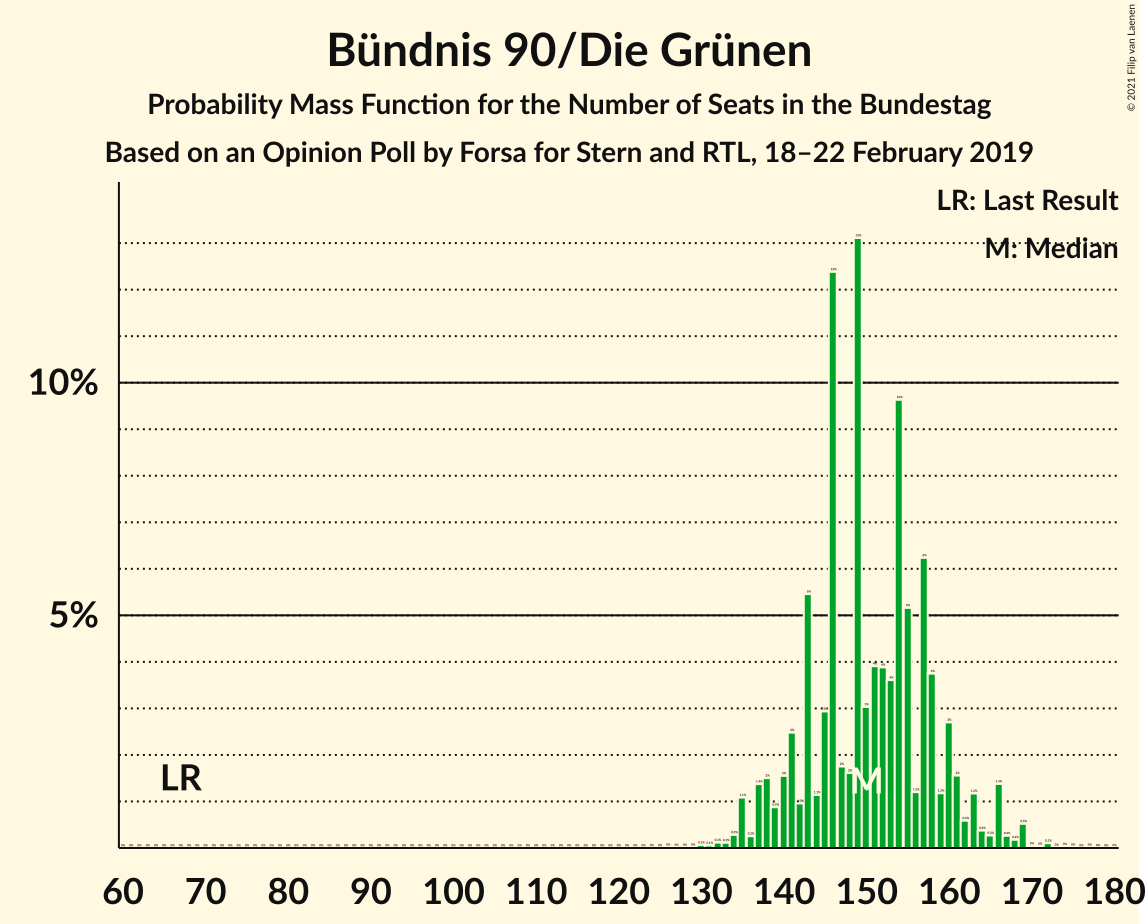 Bündnis 90/Die Grünen
Probability Mass Function for the Number of Seats in the Bundestag
Based on an Opinion Poll by Forsa for Stern and RTL, 18–22 February 2019
© 2021 Filip van Laenen
LR: Last Result
M: Median
10%
5%
LR
M
60 70 80 90 100 110 120 130 140 150 160 170 180